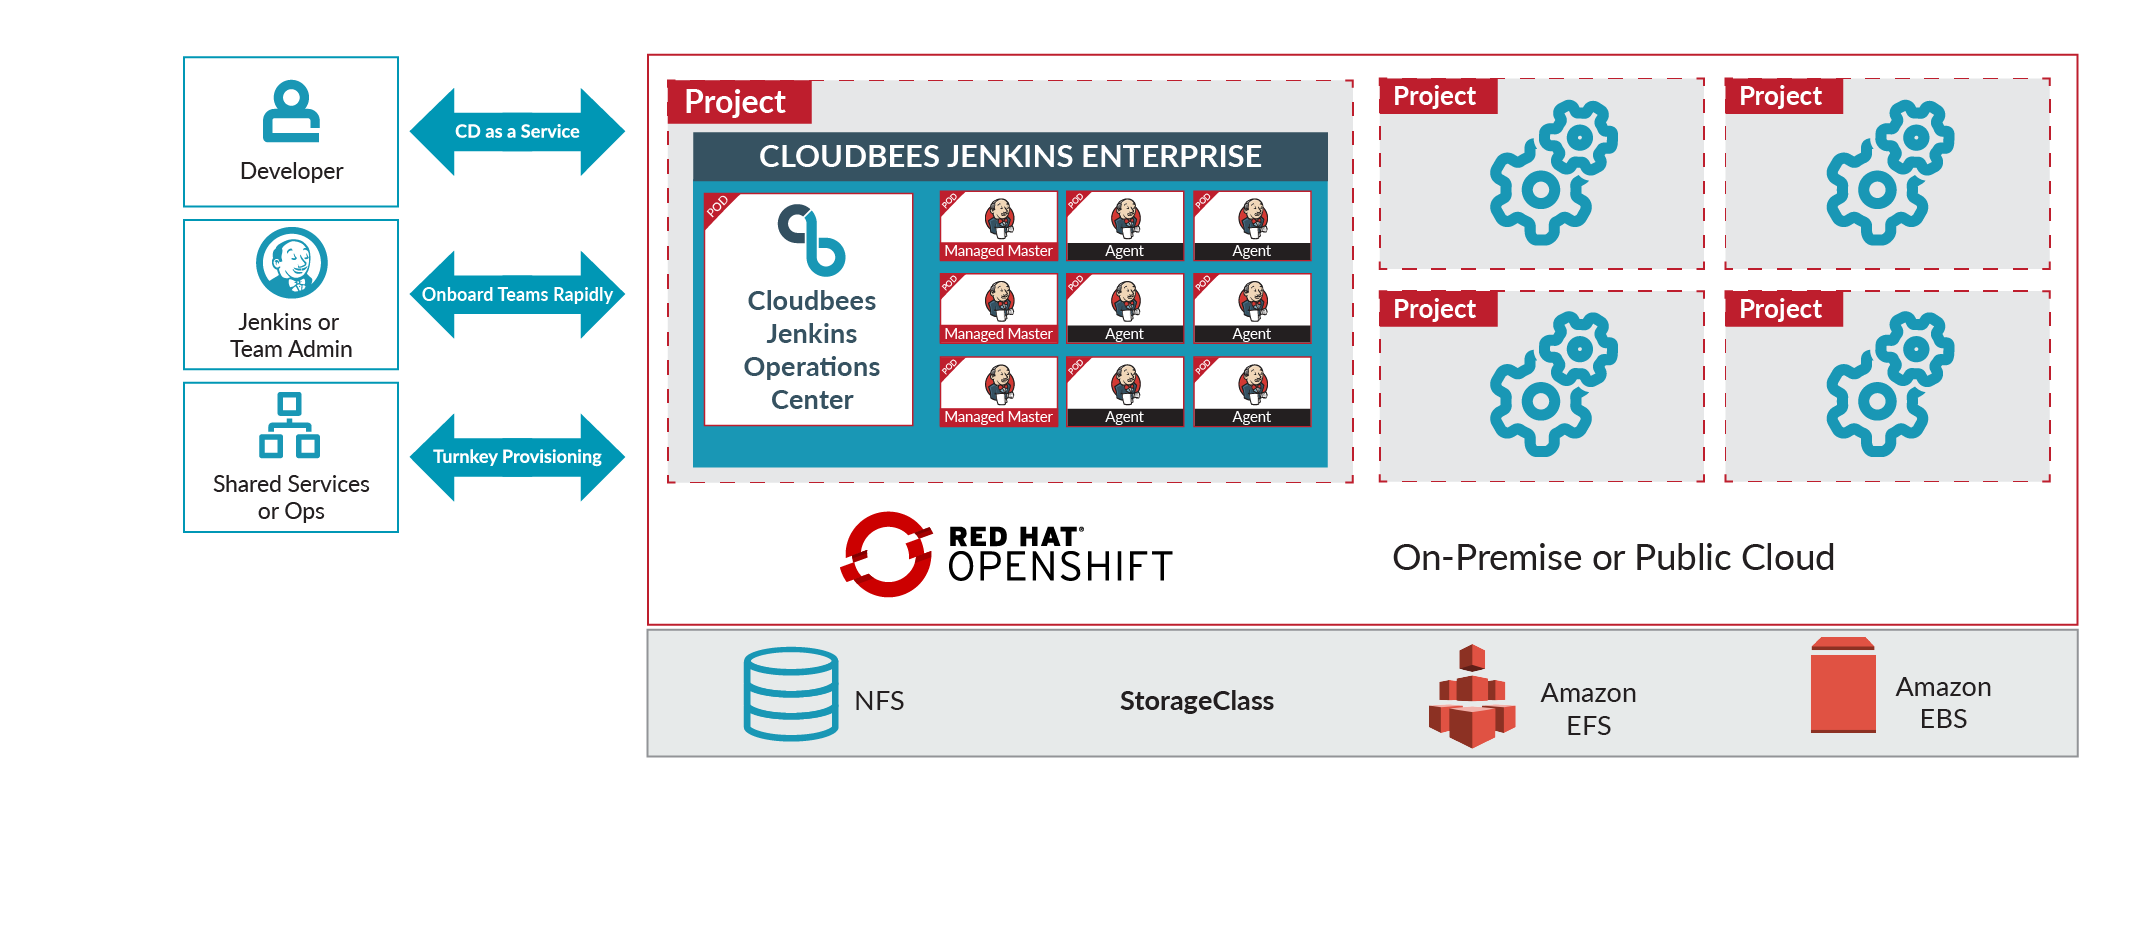 Developer
CD as a Service
Jenkins or
Team Admin
Onboard Teams Rapidly
Shared Services
or Ops
Turnkey Provisioning
Project
CLOUDBEES JENKINS ENTERPRISE
POD
Cloudbees
Jenkins
Operations
Center
POD
Managed Master
POD
Agent
POD
Agent
POD
Managed Master
POD
Agent
POD
Agent
POD
Managed Master
POD
Agent
POD
Agent
Project
Project
Project
Project
RED HAT®
OPENSHIFT
On-Premise or Public Cloud
NFS
StorageClass
Amazon
EFS
Amazon
EBS